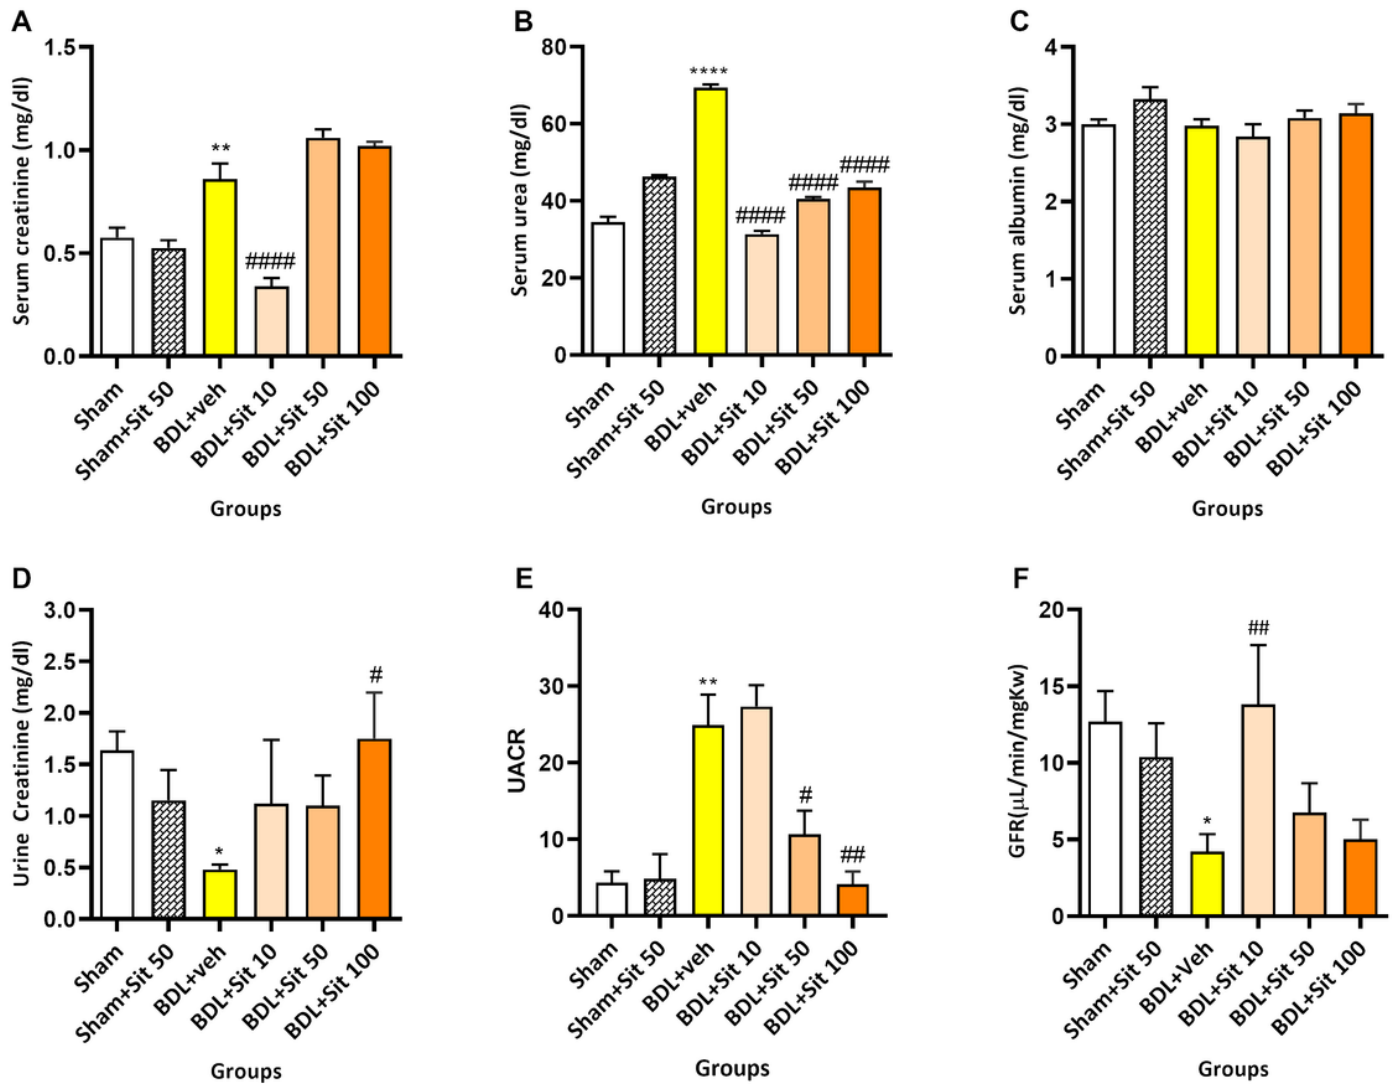 A
Serum creatinine (mg/dl)
1.5
1.0
0.5
0.0
**
####
Sham
Sham+Sit 50
BDL+veh
BDL+Sit 10
BDL+Sit 50
BDL+Sit 100
Groups
B
Serum urea (mg/dl)
80
60
40
20
0
****
####
####
####
Sham
Sham+Sit 50
BDL+veh
BDL+Sit 10
BDL+Sit 50
BDL+Sit 100
Groups
C
Serum albumin (mg/dl)
4
3
2
1
0
Sham
Sham+Sit 50
BDL+veh
BDL+Sit 10
BDL+Sit 50
BDL+Sit 100
Groups
D
Urine Creatinine (mg/dl)
3.0
2.5
2.0
1.5
1.0
0.5
0.0
*
#
Sham
Sham+Sit 50
BDL+veh
BDL+Sit 10
BDL+Sit 50
BDL+Sit 100
Groups
E
UACR
40
30
20
10
0
**
#
##
Sham
Sham+Sit 50
BDL+veh
BDL+Sit 10
BDL+Sit 50
BDL+Sit 100
Groups
F
GFR(μL/min/mgKw)
20
15
10
5
0
*
##
Sham
Sham+Sit 50
BDL+Veh
BDL+Sit 10
BDL+Sit 50
BDL+Sit 100
Groups